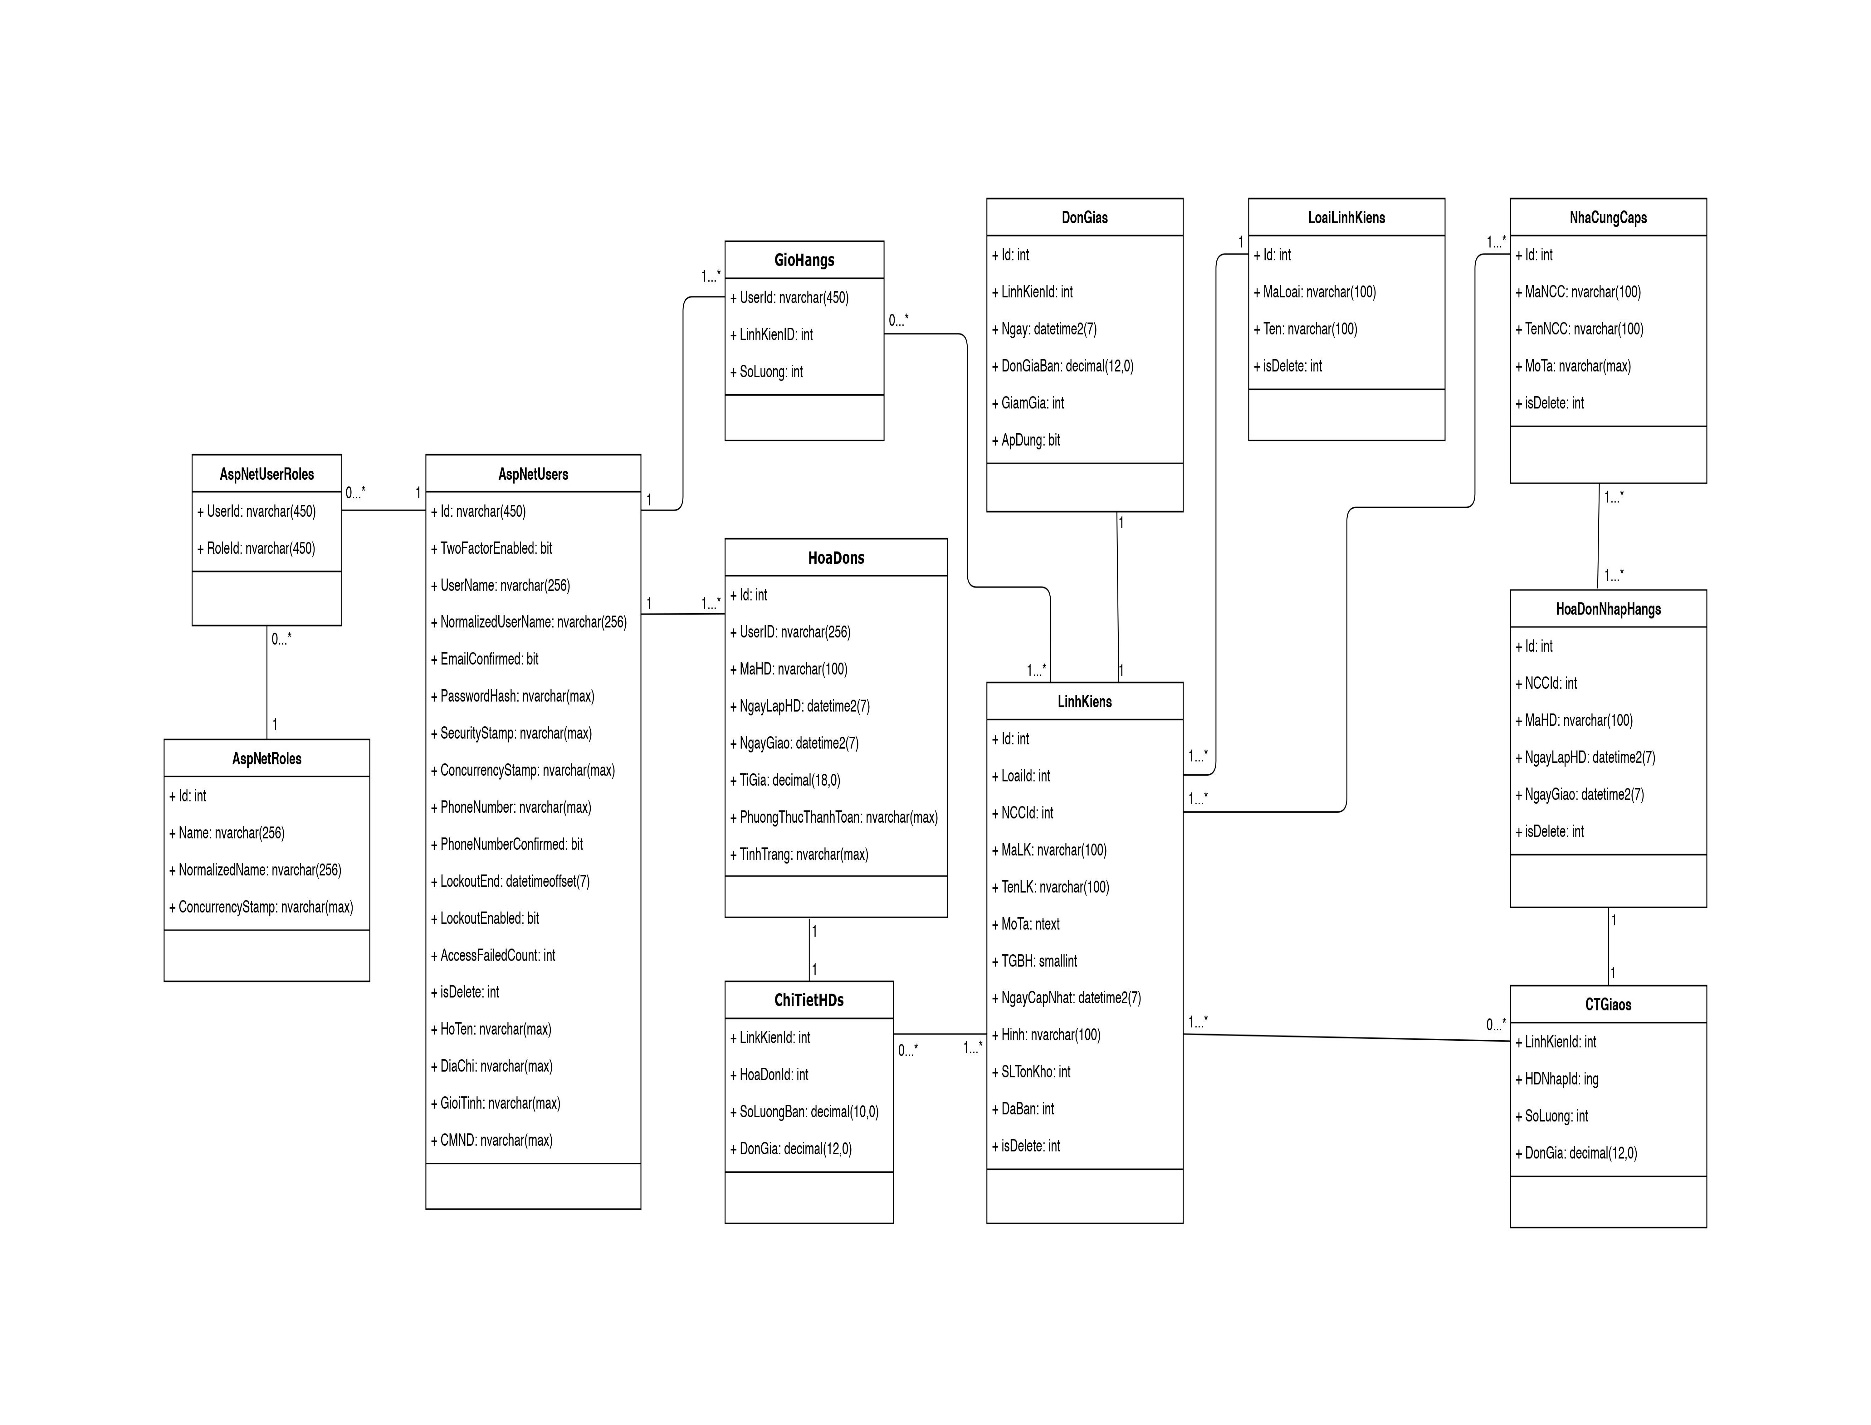 AspNetUserRoles
+ UserId: nvarchar(450)
+ RoleId: nvarchar(450)
0...*
1
0...*
1
AspNetRoles
+ Id: int
+ Name: nvarchar(256)
+ NormalizedName: nvarchar(256)
+ ConcurrencyStamp: nvarchar(max)
AspNetUsers
+ Id: nvarchar(450)
+ TwoFactorEnabled: bit
+ UserName: nvarchar(256)
+ NormalizedUserName: nvarchar(256)
+ EmailConfirmed: bit
+ PasswordHash: nvarchar(max)
+ SecurityStamp: nvarchar(max)
+ ConcurrencyStamp: nvarchar(max)
+ PhoneNumber: nvarchar(max)
+ PhoneNumberConfirmed: bit
+ LockoutEnd: datetimeoffset(7)
+ LockoutEnabled: bit
+ AccessFailedCount: int
+ isDelete: int
+ HoTen: nvarchar(max)
+ DiaChi: nvarchar(max)
+ GioiTinh: nvarchar(max)
+ CMND: nvarchar(max)
1
1...*
1
1...*
GioHangs
+ UserId: nvarchar(450)
+ LinhKienID: int
+ SoLuong: int
0...*
1...*
HoaDons
+ Id: int
+ UserID: nvarchar(256)
+ MaHD: nvarchar(100)
+ NgayLapHD: datetime2(7)
+ NgayGiao: datetime2(7)
+ TiGia: decimal(18,0)
+ PhuongThucThanhToan: nvarchar(max)
+ TinhTrang: nvarchar(max)
1
1
ChiTietHDs
+ LinkKienId: int
+ HoaDonId: int
+ SoLuongBan: decimal(10,0)
+ DonGia: decimal(12,0)
0...*
1...*
DonGias
+ Id: int
+ LinhKienId: int
+ Ngay: datetime2(7)
+ DonGiaBan: decimal(12,0)
+ GiamGia: int
+ ApDung: bit
1
1
LinhKiens
+ Id: int
+ LoaiId: int
+ NCCId: int
+ MaLK: nvarchar(100)
+ TenLK: nvarchar(100)
+ MoTa: ntext
+ TGBH: smallint
+ NgayCapNhat: datetime2(7)
+ Hinh: nvarchar(100)
+ SLTonKho: int
+ DaBan: int
+ isDelete: int
1...*
1...*
1...*
0...*
LoaiLinhKiens
1
+ Id: int
+ MaLoai: nvarchar(100)
+ Ten: nvarchar(100)
+ isDelete: int
NhaCungCaps
1...*
+ Id: int
+ MaNCC: nvarchar(100)
+ TenNCC: nvarchar(100)
+ MoTa: nvarchar(max)
+ isDelete: int
1...*
1...*
HoaDonNhapHangs
+ Id: int
+ NCCId: int
+ MaHD: nvarchar(100)
+ NgayLapHD: datetime2(7)
+ NgayGiao: datetime2(7)
+ isDelete: int
1
1
CTGiaos
+ LinhKienId: int
+ HDNhapId: ing
+ SoLuong: int
+ DonGia: decimal(12,0)